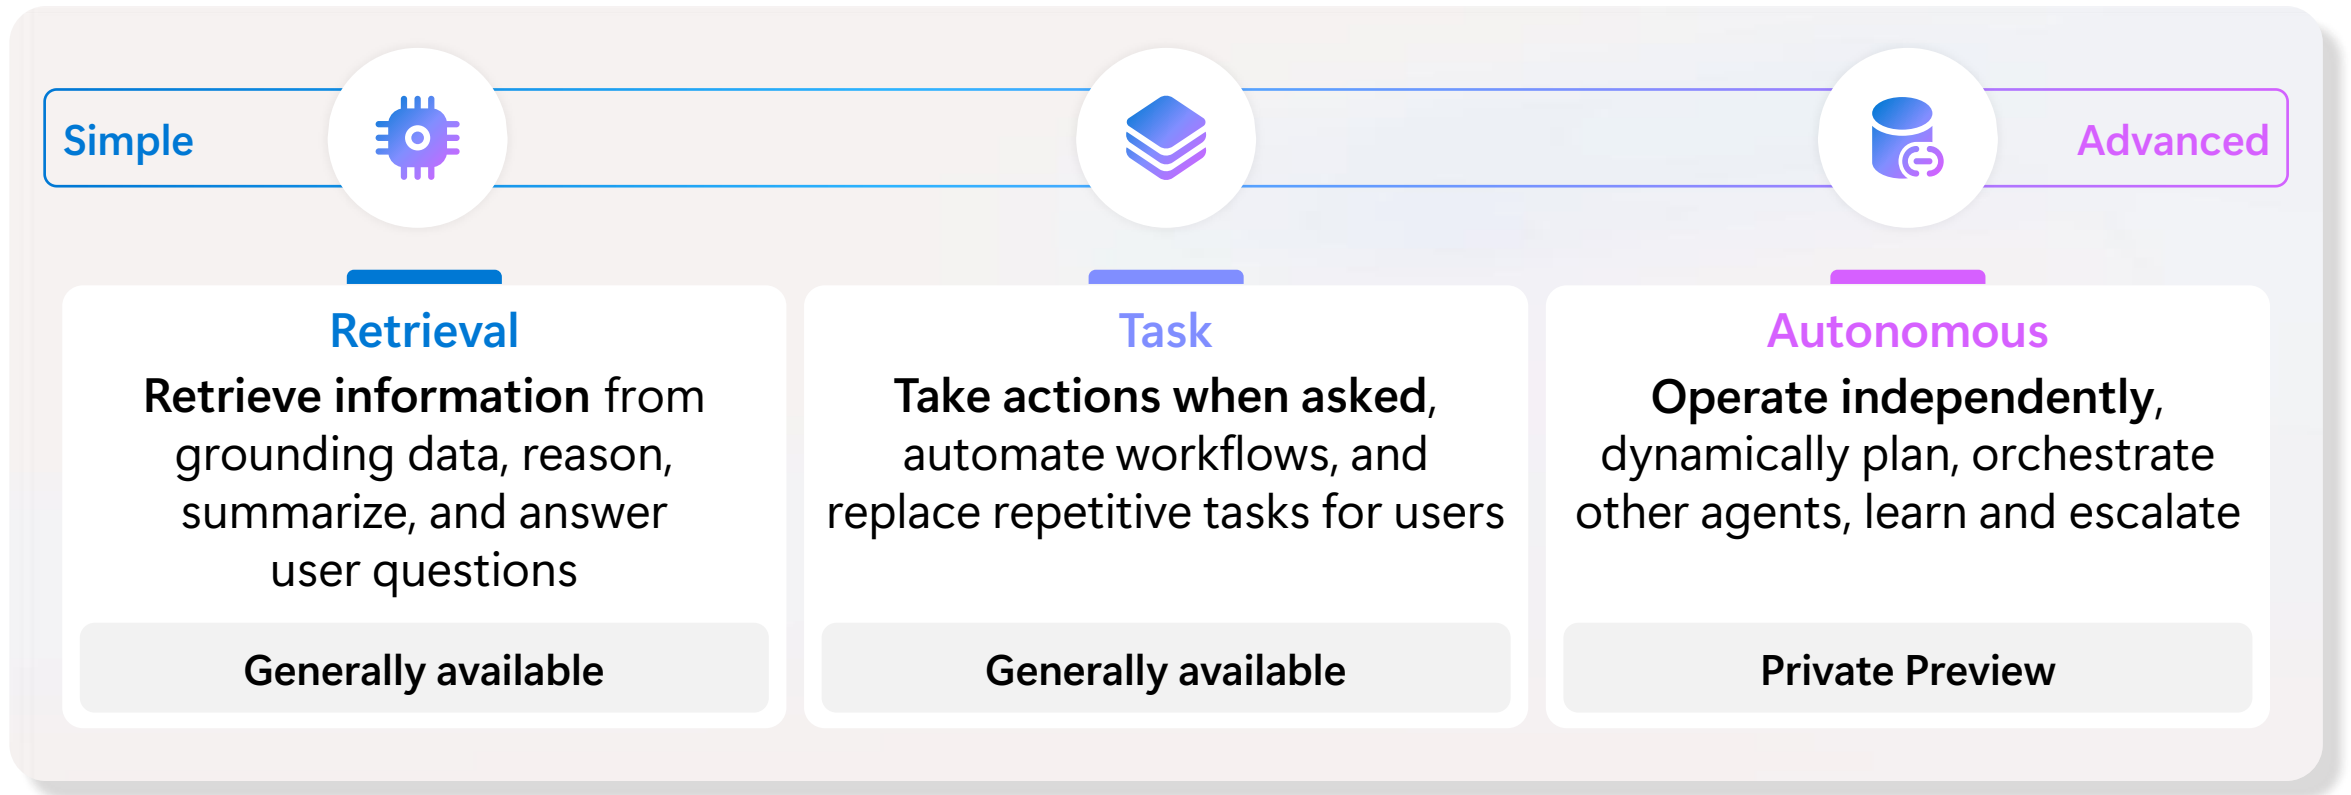 Simple
Advanced
Retrieval
Retrieve information from
grounding data, reason,
summarize, and answer
user questions
Generally available
Task
Take actions when asked,
automate workflows, and
replace repetitive tasks for users
Generally available
Autonomous
Operate independently,
dynamically plan, orchestrate
other agents, learn and escalate
Private Preview